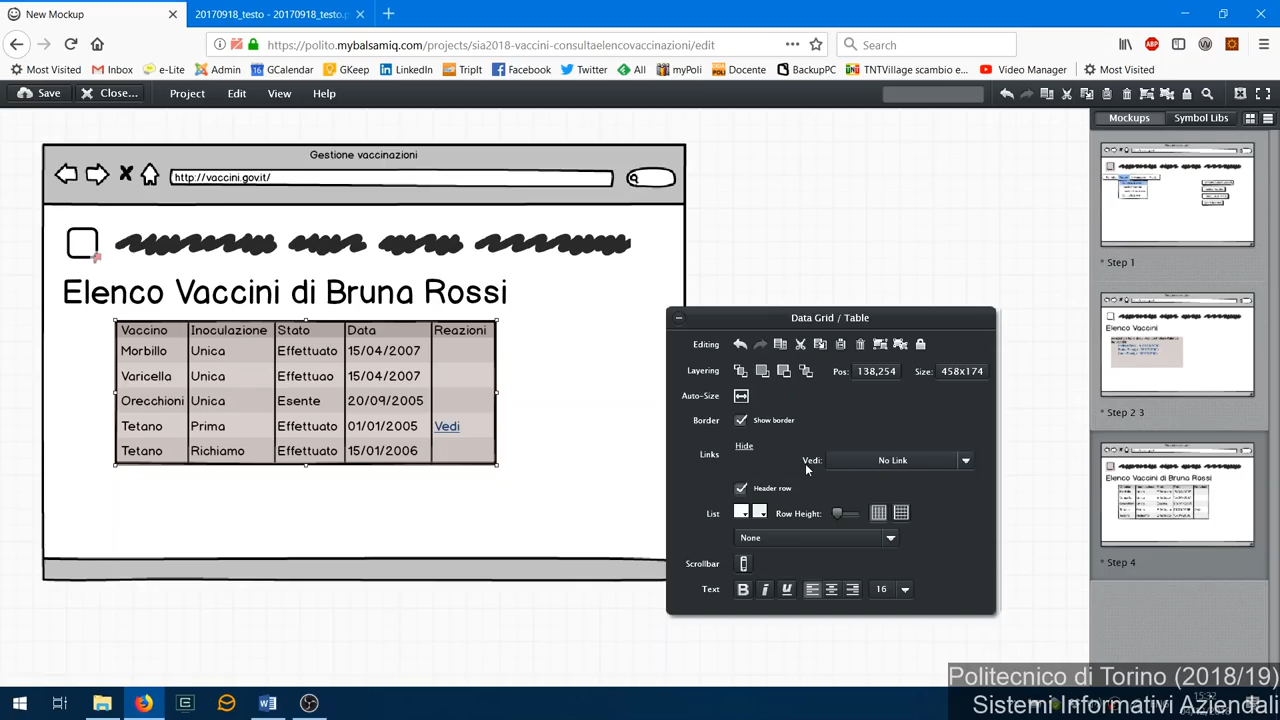 New Mockup
20170918_testo - 20170918_testo.p
https://polito.mybalsamiq.com/projects/sia2018-vaccini-consultaelencovaccinazioni/edit
Search
Most Visited
Inbox
e-Lite
Admin
GCalendar
GKeep
LinkedIn
TripIt
Facebook
Twitter
All
myPoli
Docente
BackupPC
TNTVillage scambio e...
Video Manager
Most Visited
Save
Close...
Project
Edit
View
Help
Mockups
Symbol Libs
Gestione vaccinazioni
http://vaccini.gov.it/
Elenco Vaccini di Bruna Rossi
Vaccino Inoculazione Stato Data Reazioni
Morbillo Unica Effettuato 15/04/2007
Varicella Unica Effettuao 15/04/2007
Orecchioni Unica Esente 20/09/2005
Tetano Prima Effettuato 01/01/2005 Vedi
Tetano Richiamo Effettuato 15/01/2006
Data Grid / Table
Editing
Layering Pos: 138,254 Size: 458x174
Auto-Size
Border Show border
Links Hide
Vedi: No Link
Header row
List Row Height:
None
Scrollbar
Text B i U 16
* Step 1
Elenco Vaccini
* Step 2 3
Elenco Vaccini di Bruna Rossi
* Step 4
Politecnico di Torino (2018/19)
Sistemi Informativi Aziendali
15:32